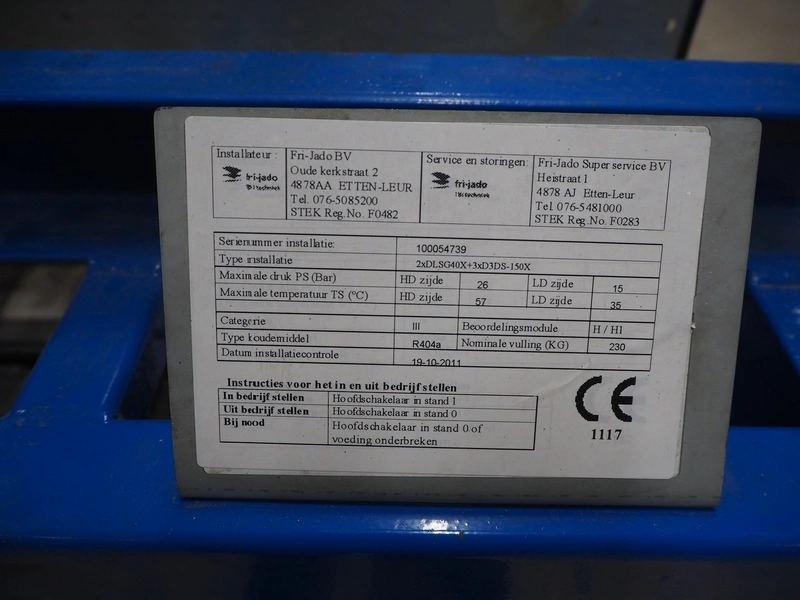 Installateur:
fri-jado
Fri-Jado BV
Oude kerkstraat 2
4878AA ETTEN-LEUR
Tel. 076-5085200
STEK Reg.No. F0482
Service en storingen:
fri-jado
Fri-Jado Super service BV
Heistraat 1
4878 AJ Etten-Leur
Tel. 076-5481000
STEK Reg. No. F0283
Serienummer installatie: 100054739
Type installatie 2xDLSG40X+3xD3DS-150X
Maximale druk PS (Bar) HD zijde 26 LD zijde 15
Maximale temperatuur TS (°C) HD zijde 57 LD zijde 35
Categorie III Beoordelingsmodule H / H1
Type koudemiddel R404a Nominale vulling (KG) 230
Datum installatiecontrole 19-10-2011
Instructies voor het in en uit bedrijf stellen
In bedrijf stellen Hoofdschakelaar in stand 1
Uit bedrijf stellen Hoofdschakelaar in stand 0
Bij nood Hoofdschakelaar in stand 0 of
voeding onderbreken
CE
1117